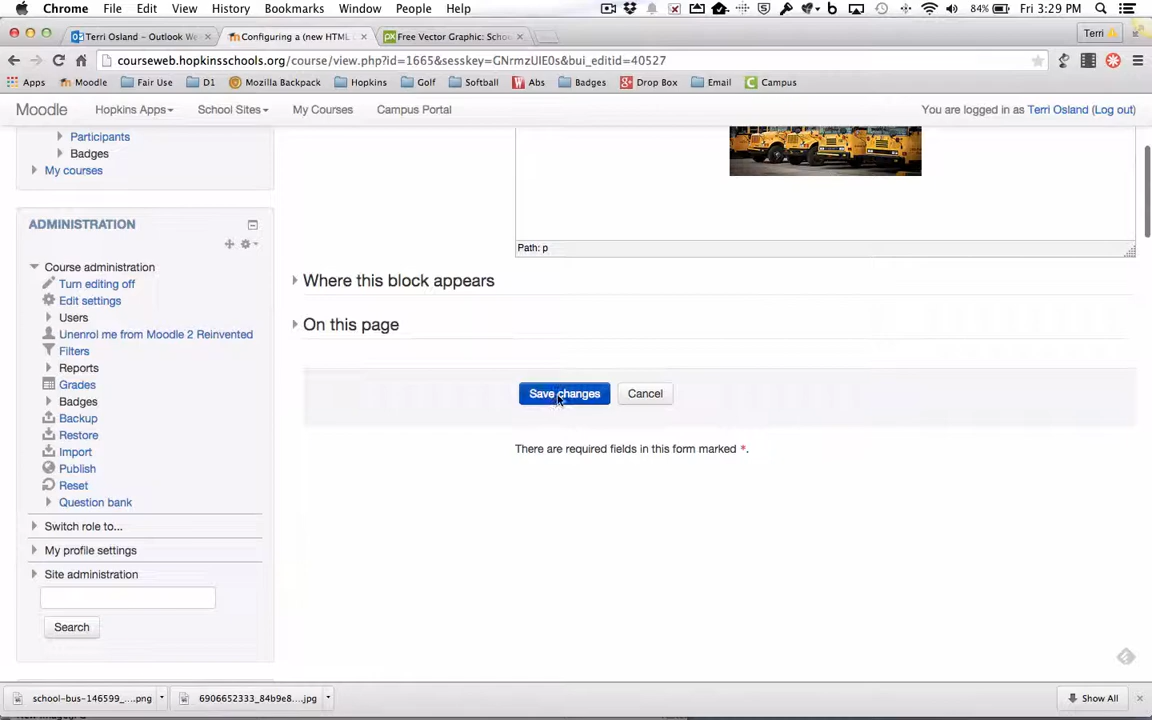 Chrome File Edit View History Bookmarks Window People Help 84% Fri 3:29 PM
Terri Osland – Outlook We Configuring a (new HTML Free Vector Graphic: Scho Terri
courseweb.hopkinsschools.org/course/view.php?id=1665&sesskey=GNrmzUIE0s&bui_editid=40527
Apps Moodle Fair Use D1 Mozilla Backpack Hopkins Golf Softball Abs Badges Drop Box Email Campus
Moodle Hopkins Apps School Sites My Courses Campus Portal You are logged in as Terri Osland (Log out)
Participants
Badges
My courses
ADMINISTRATION
Course administration
Turn editing off
Edit settings
Users
Unenrol me from Moodle 2 Reinvented
Filters
Reports
Grades
Badges
Backup
Restore
Import
Publish
Reset
Question bank
Switch role to...
My profile settings
Site administration
Search
Path: p
Where this block appears
On this page
Save changes Cancel
There are required fields in this form marked *.
school-bus-146599_....png 6906652333_84b9e8....jpg Show All